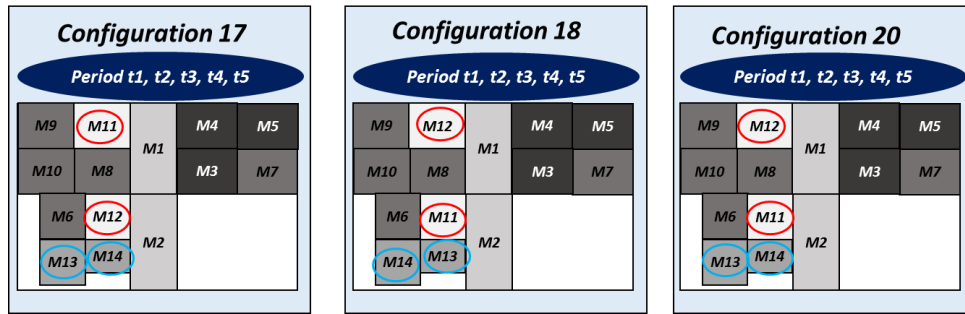 Configuration 17
Period t1, t2, t3, t4, t5
M9
M11
M1
M4
M5
M10
M8
M3
M7
M6
M12
M2
M13
M14
Configuration 18
Period t1, t2, t3, t4, t5
M9
M12
M1
M4
M5
M10
M8
M3
M7
M6
M11
M2
M14
M13
Configuration 20
Period t1, t2, t3, t4, t5
M9
M12
M1
M4
M5
M10
M8
M3
M7
M6
M11
M2
M13
M14